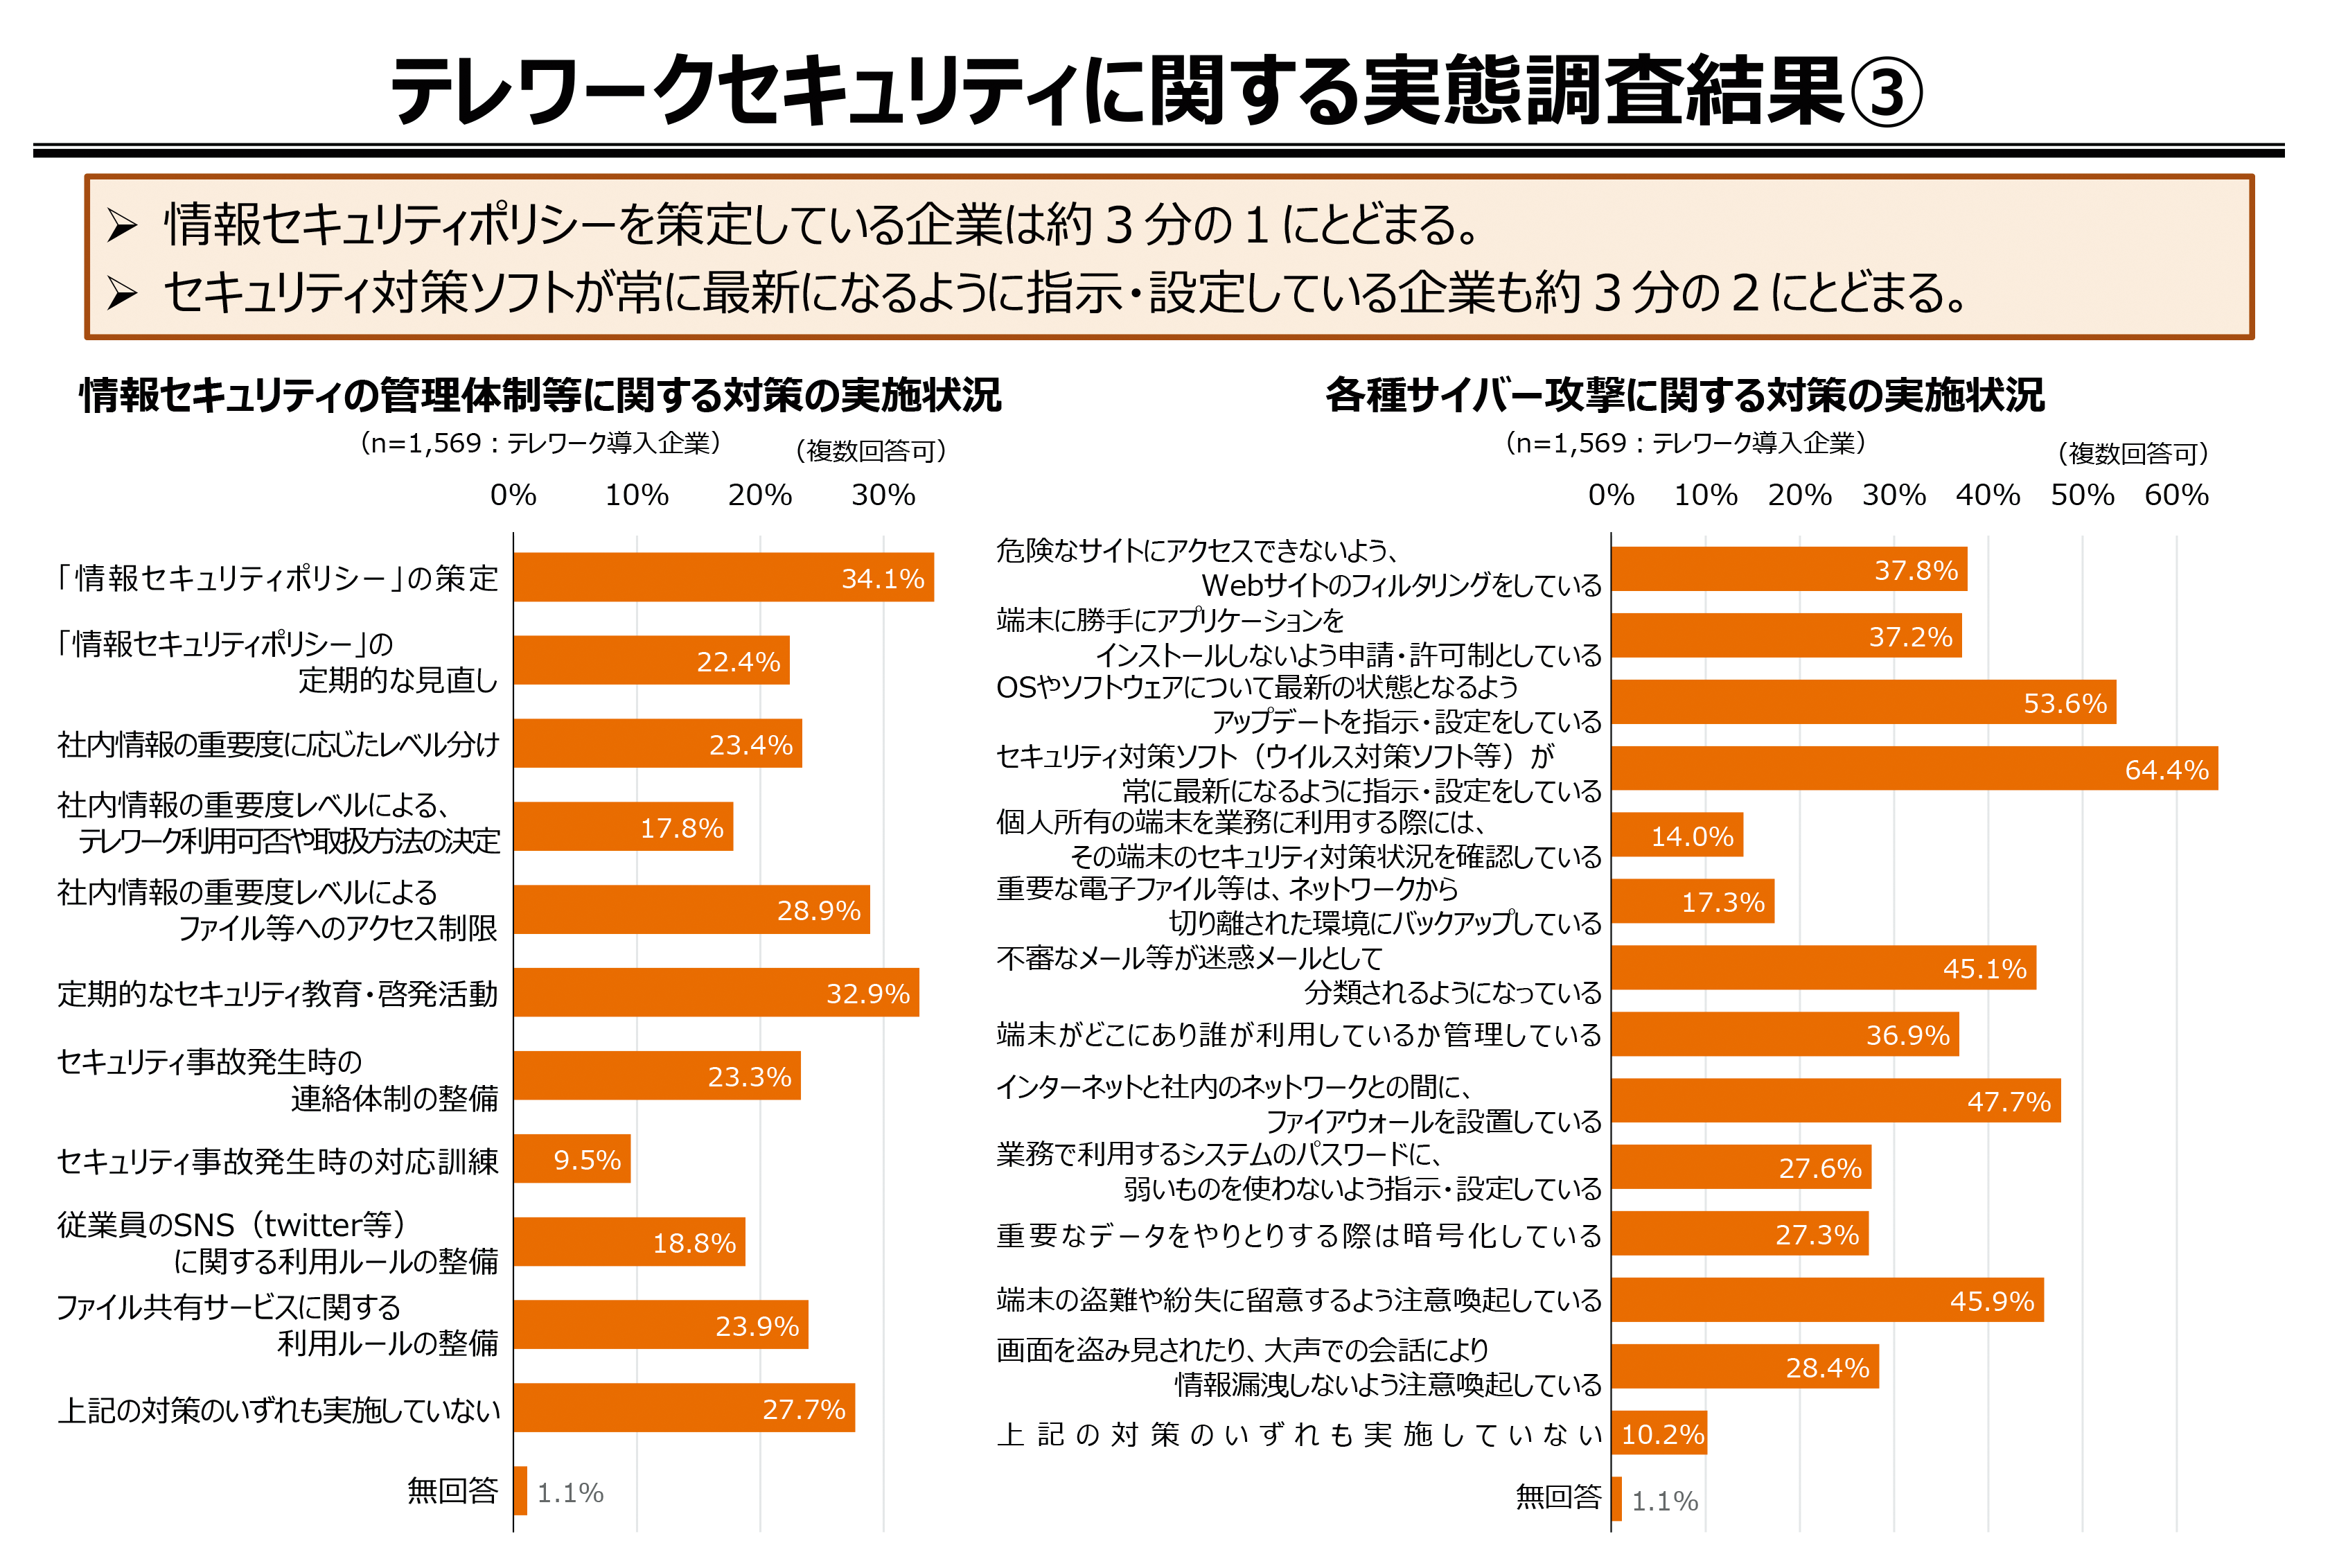 テレワークセキュリティに関する実態調査結果③
➢ 情報セキュリティポリシーを策定している企業は約３分の１にとどまる。
➢ セキュリティ対策ソフトが常に最新になるように指示・設定している企業も約３分の２にとどまる。
情報セキュリティの管理体制等に関する対策の実施状況
（n=1,569：テレワーク導入企業）
（複数回答可）
0% 10% 20% 30%
「情報セキュリティポリシー」の策定 34.1%
「情報セキュリティポリシー」の
定期的な見直し 22.4%
社内情報の重要度に応じたレベル分け 23.4%
社内情報の重要度レベルによる、
テレワーク利用可否や取扱方法の決定 17.8%
社内情報の重要度レベルによる
ファイル等へのアクセス制限 28.9%
定期的なセキュリティ教育・啓発活動 32.9%
セキュリティ事故発生時の
連絡体制の整備 23.3%
セキュリティ事故発生時の対応訓練 9.5%
従業員のSNS（twitter等）
に関する利用ルールの整備 18.8%
ファイル共有サービスに関する
利用ルールの整備 23.9%
上記の対策のいずれも実施していない 27.7%
無回答 1.1%
各種サイバー攻撃に関する対策の実施状況
（n=1,569：テレワーク導入企業）
（複数回答可）
0% 10% 20% 30% 40% 50% 60%
危険なサイトにアクセスできないよう、
Webサイトのフィルタリングをしている 37.8%
端末に勝手にアプリケーションを
インストールしないよう申請・許可制としている 37.2%
OSやソフトウェアについて最新の状態となるよう
アップデートを指示・設定をしている 53.6%
セキュリティ対策ソフト（ウイルス対策ソフト等）が
常に最新になるように指示・設定をしている 64.4%
個人所有の端末を業務に利用する際には、
その端末のセキュリティ対策状況を確認している 14.0%
重要な電子ファイル等は、ネットワークから
切り離された環境にバックアップしている 17.3%
不審なメール等が迷惑メールとして
分類されるようになっている 45.1%
端末がどこにあり誰が利用しているか管理している 36.9%
インターネットと社内のネットワークとの間に、
ファイアウォールを設置している 47.7%
業務で利用するシステムのパスワードに、
弱いものを使わないよう指示・設定している 27.6%
重要なデータをやりとりする際は暗号化している 27.3%
端末の盗難や紛失に留意するよう注意喚起している 45.9%
画面を盗み見されたり、大声での会話により
情報漏洩しないよう注意喚起している 28.4%
上記の対策のいずれも実施していない 10.2%
無回答 1.1%